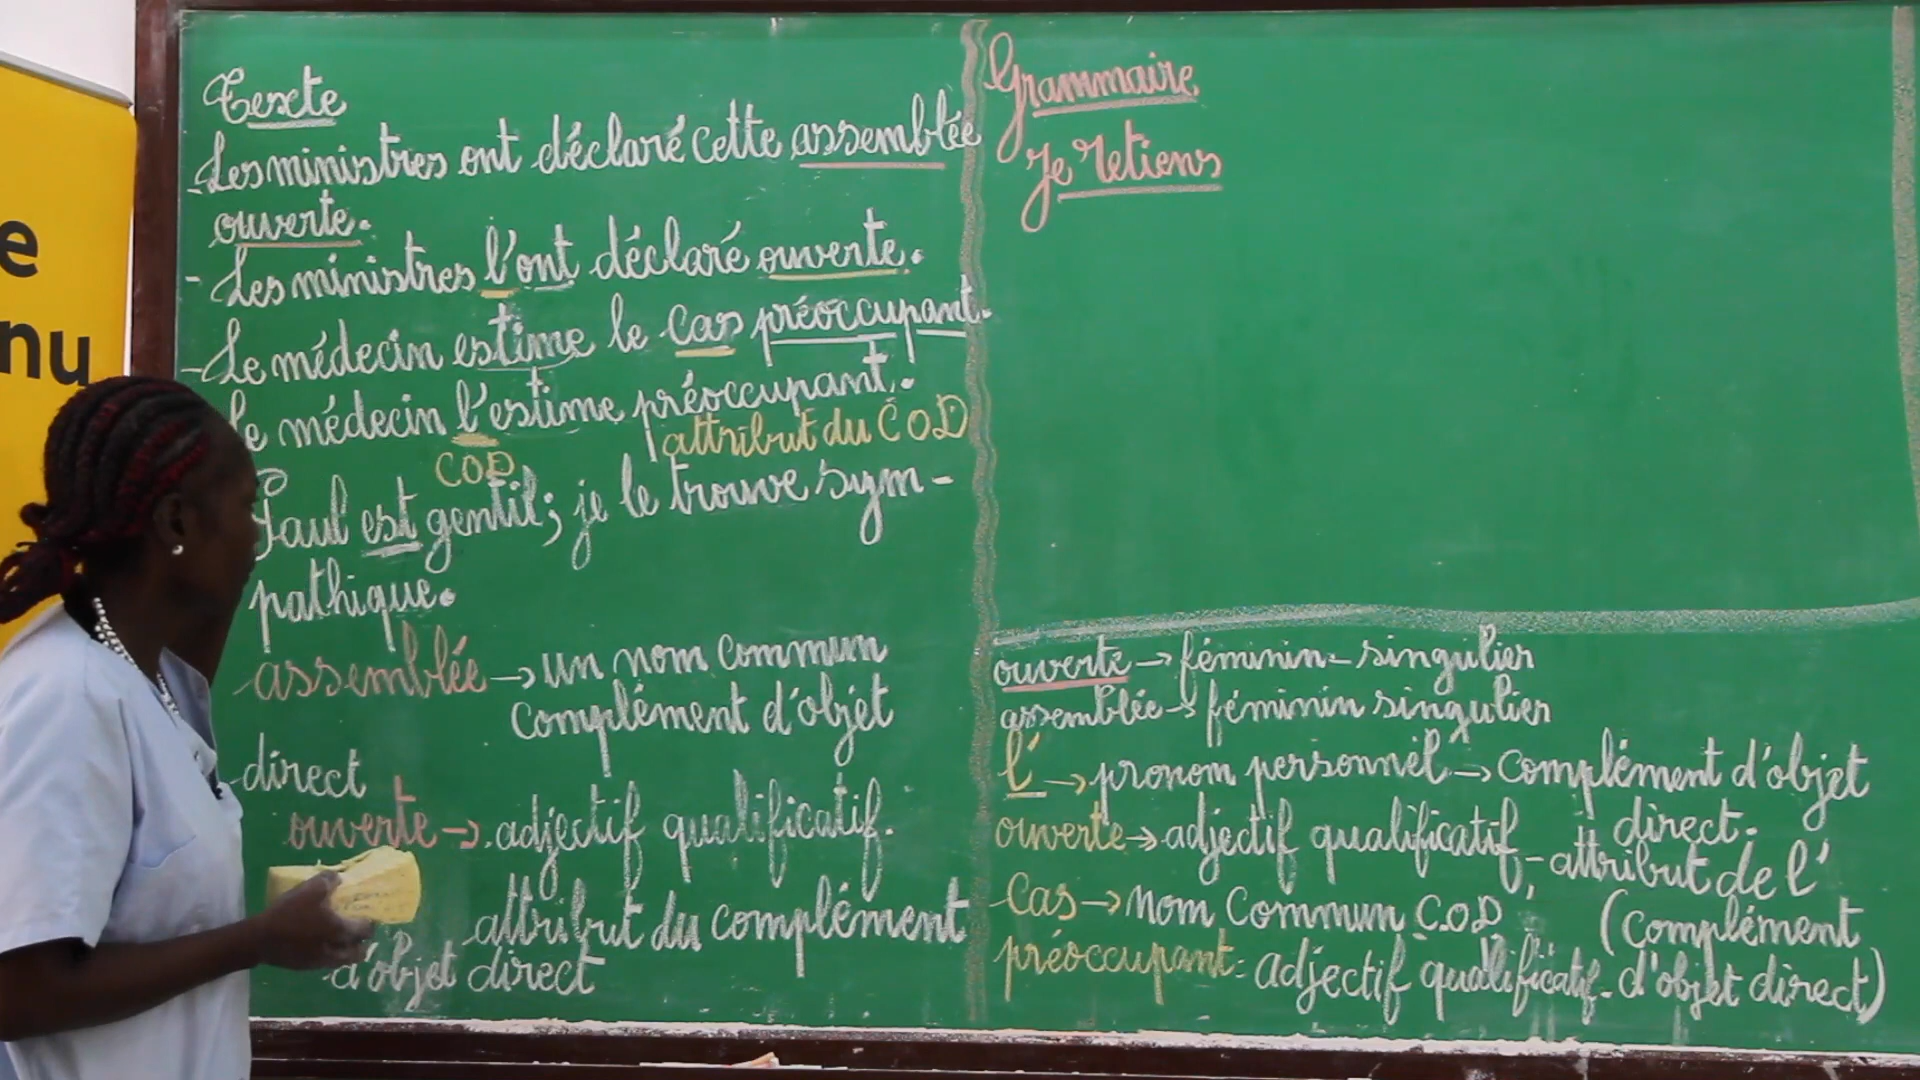 e
nu
Texte
- Les ministres ont déclaré cette assemblée
ouverte.
- Les ministres l'ont déclaré ouverte.
- Le médecin estime le cas préoccupant.
le médecin l'estime préoccupant.
COD attribut du COD
Paul est gentil; je le trouve sym-
pathique.
assemblée → un nom commun
complément d'objet
direct
ouverte → adjectif qualificatif.
attribut du complément
d'objet direct
Grammaire
je retiens
ouverte → féminin - singulier
assemblée → féminin singulier
l' → pronom personnel → complément d'objet
direct.
ouverte → adjectif qualificatif - attribut de l'
(complément
d'objet direct)
Cas → nom commun C.O.D
préoccupant : adjectif qualificatif.